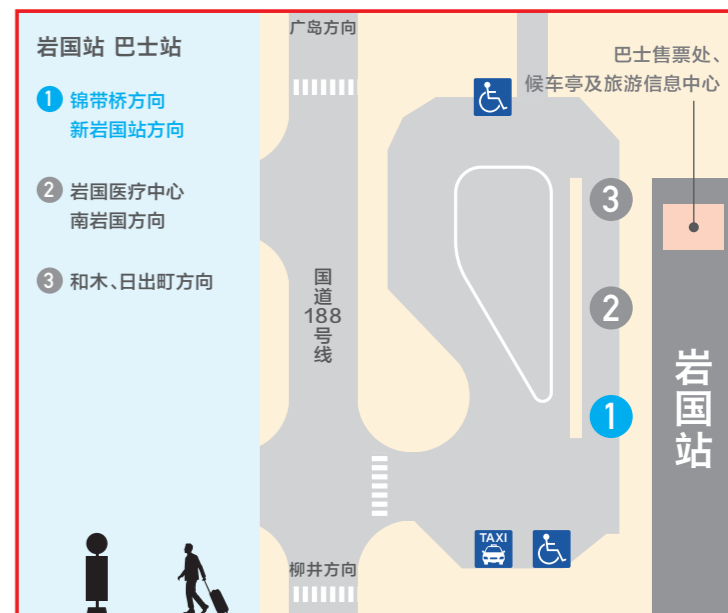 岩国站 巴士站
1 锦带桥方向
新岩国站方向
2 岩国医疗中心
南岩国方向
3 和木、日出町方向
广岛方向
国道188号线
柳井方向
巴士售票处、
候车亭及旅游信息中心
3
2
1
岩国站
TAXI